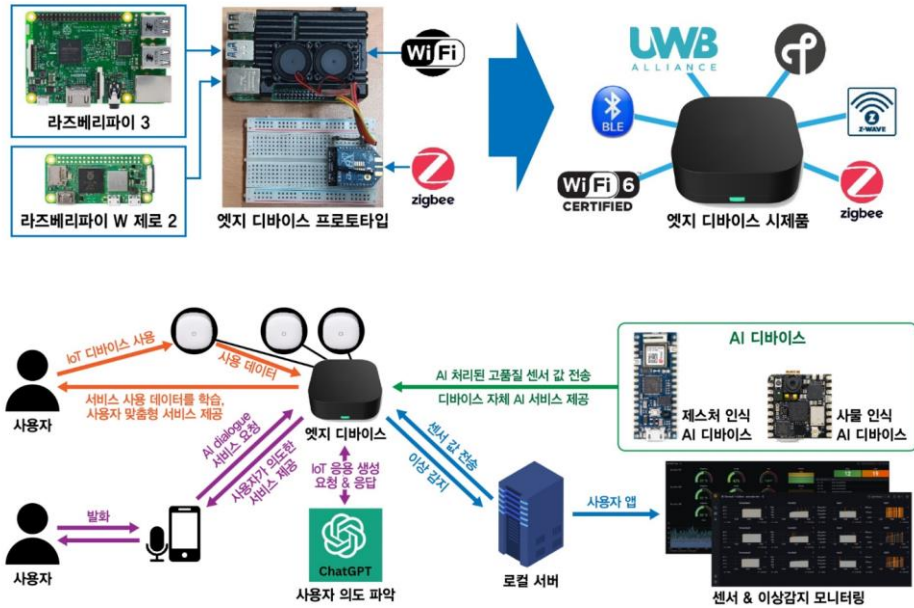 라즈베리파이 3
라즈베리파이 W 제로 2
WiFi
zigbee
엣지 디바이스 프로토타입
UWB
ALLIANCE
BLE
Z-WAVE
WiFi 6
CERTIFIED
zigbee
엣지 디바이스 시제품
IoT 디바이스 사용
사용 데이터
사용자
서비스 사용 데이터를 학습,
사용자 맞춤형 서비스 제공
엣지 디바이스
AI 처리된 고품질 센서 값 전송
디바이스 자체 AI 서비스 제공
AI 디바이스
제스처 인식
AI 디바이스
사물 인식
AI 디바이스
AI dialogue
서비스 요청
사용자가 의도한
서비스 제공
IoT 응용 생성
요청 & 응답
센서 값 전송
이상 감지
발화
사용자
ChatGPT
사용자 의도 파악
로컬 서버
사용자 앱
센서 & 이상감지 모니터링